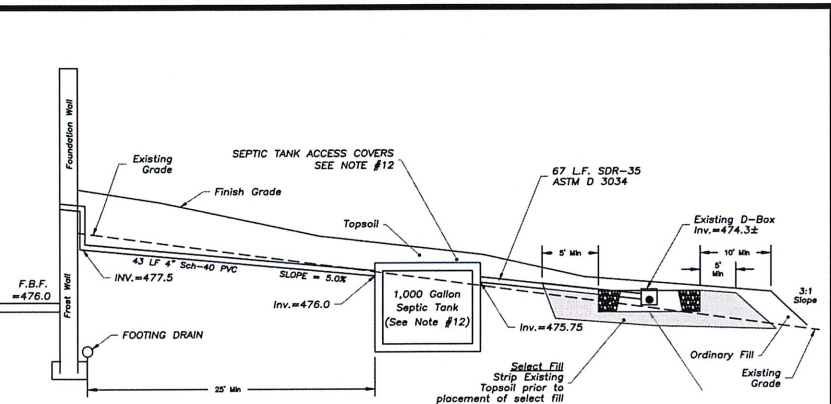 Foundation Wall
Existing
Grade
Finish Grade
SEPTIC TANK ACCESS COVERS
SEE NOTE #12
Topsoil
67 L.F. SDR-35
ASTM D 3034
Existing D-Box
Inv.=474.3±
5' Min
10' Min
5'
Min
3:1
Slope
43 LF 4" Sch-40 PVC
SLOPE = 5.0%
INV.=477.5
F.B.F.
=476.0
Frost Wall
Inv.=476.0
1,000 Gallon
Septic Tank
(See Note #12)
Inv.=475.75
FOOTING DRAIN
25' Min
Select Fill
Strip Existing
Topsoil prior to
placement of select fill
Ordinary Fill
Existing
Grade